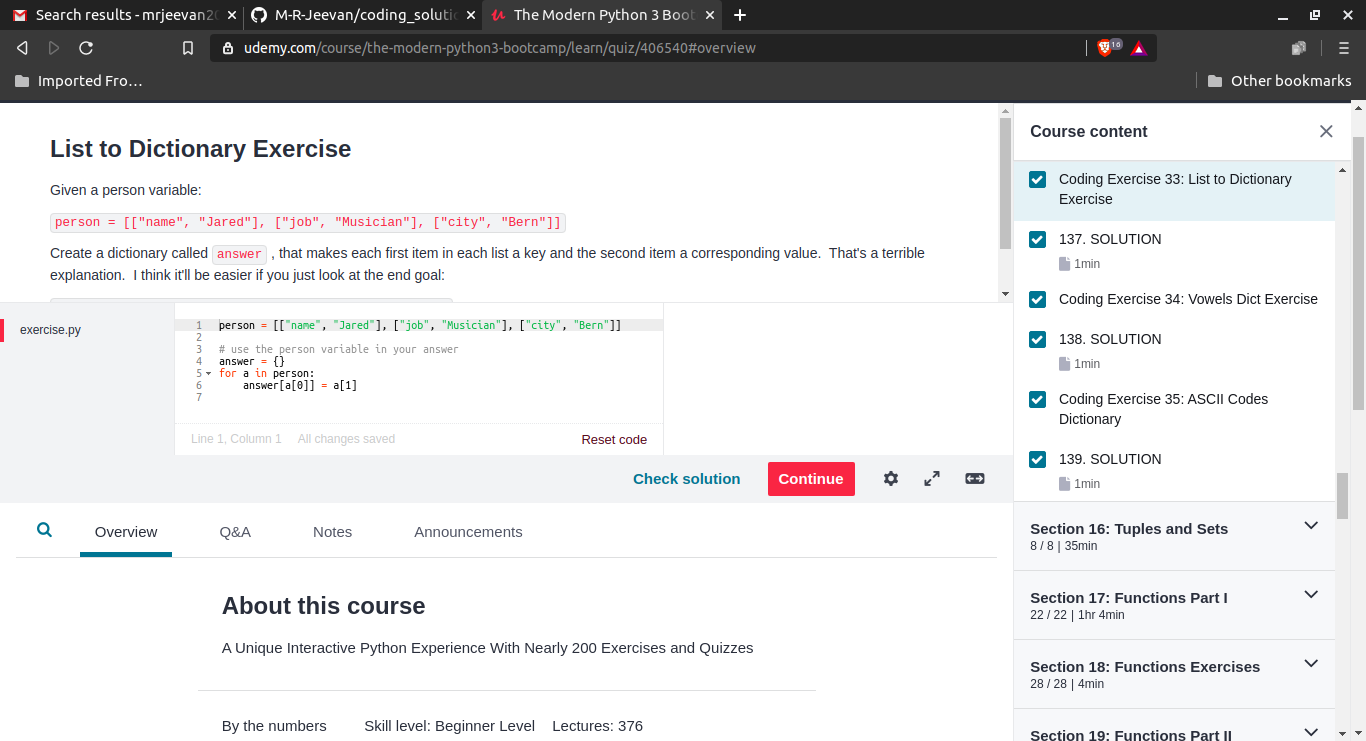 Search results - mrjeevan20
M-R-Jeevan/coding_solutio
The Modern Python 3 Boot
udemy.com/course/the-modern-python3-bootcamp/learn/quiz/406540#overview
16
Imported Fro…
Other bookmarks
List to Dictionary Exercise
Given a person variable:
person = [["name", "Jared"], ["job", "Musician"], ["city", "Bern"]]
Create a dictionary called answer , that makes each first item in each list a key and the second item a corresponding value.  That's a terrible
explanation.  I think it'll be easier if you just look at the end goal:
exercise.py
1 person = [["name", "Jared"], ["job", "Musician"], ["city", "Bern"]]
2
3 # use the person variable in your answer
4 answer = {}
5 for a in person:
6     answer[a[0]] = a[1]
7
Line 1, Column 1
All changes saved
Reset code
Check solution
Continue
Overview
Q&A
Notes
Announcements
About this course
A Unique Interactive Python Experience With Nearly 200 Exercises and Quizzes
By the numbers
Skill level: Beginner Level
Lectures: 376
Course content
Coding Exercise 33: List to Dictionary
Exercise
137. SOLUTION
1min
Coding Exercise 34: Vowels Dict Exercise
138. SOLUTION
1min
Coding Exercise 35: ASCII Codes
Dictionary
139. SOLUTION
1min
Section 16: Tuples and Sets
8 / 8 | 35min
Section 17: Functions Part I
22 / 22 | 1hr 4min
Section 18: Functions Exercises
28 / 28 | 4min
Section 19: Functions Part II